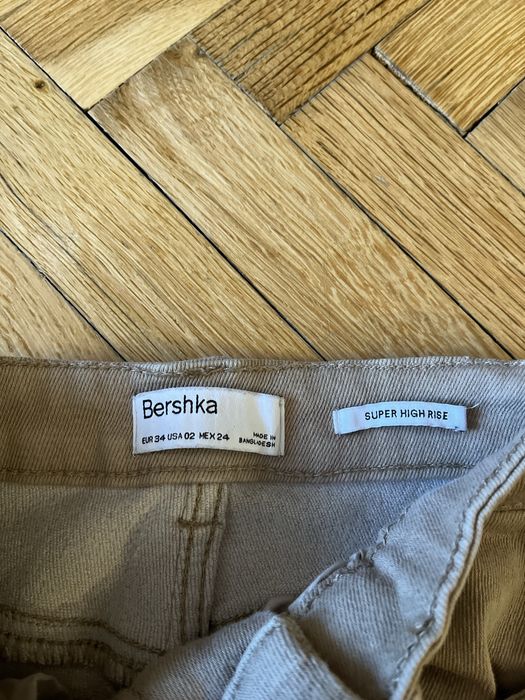 Bershka
EUR 34 USA 02 MEX 24
MADE IN
BANGLADESH
SUPER HIGH RISE